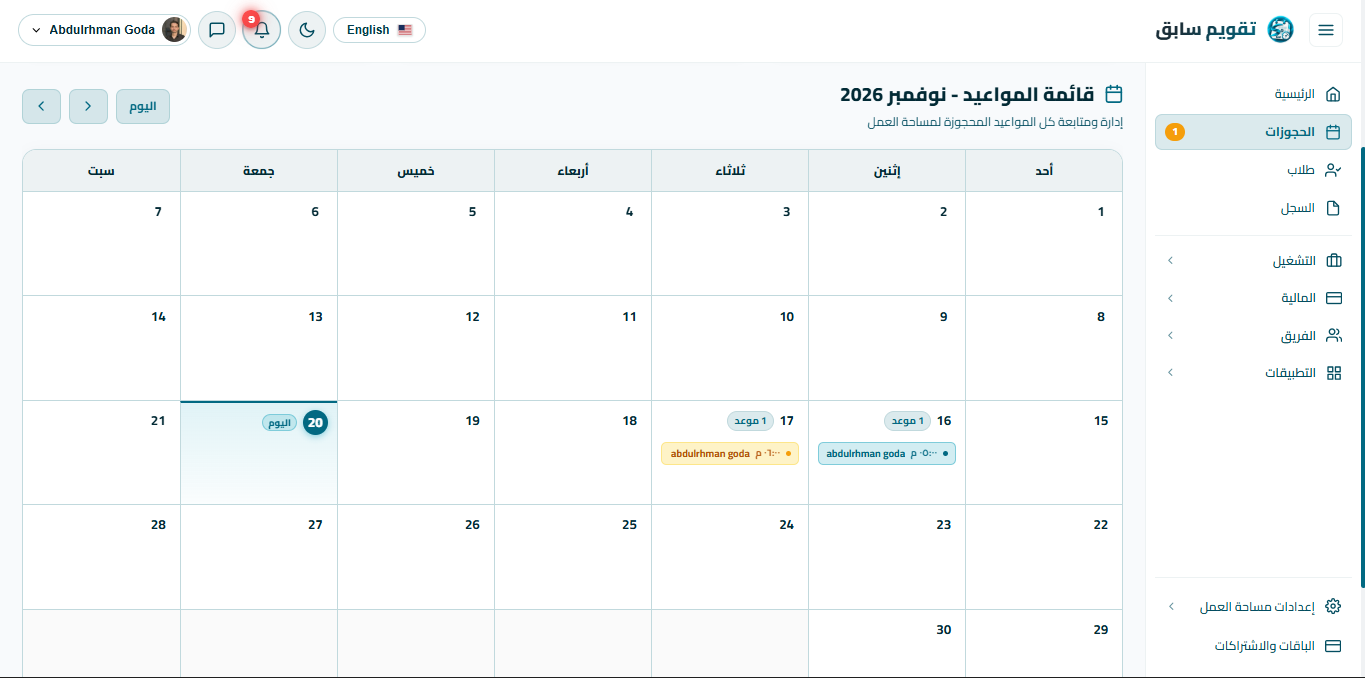 تقويم سابق
English
9
Abdulrhman Goda
الرئيسية
الحجوزات
1
طلاب
السجل
التشغيل
المالية
الفريق
التطبيقات
إعدادات مساحة العمل
الباقات والاشتراكات
قائمة المواعيد - نوفمبر 2026
إدارة ومتابعة كل المواعيد المحجوزة لمساحة العمل
اليوم
أحد إثنين ثلاثاء أربعاء خميس جمعة سبت
1 2 3 4 5 6 7
8 9 10 11 12 13 14
15 16 1 موعد 17 1 موعد 18 19 20 اليوم 21
٠٥:٠٠ م abdulrhman goda
٠٦:٠٠ م abdulrhman goda
22 23 24 25 26 27 28
29 30